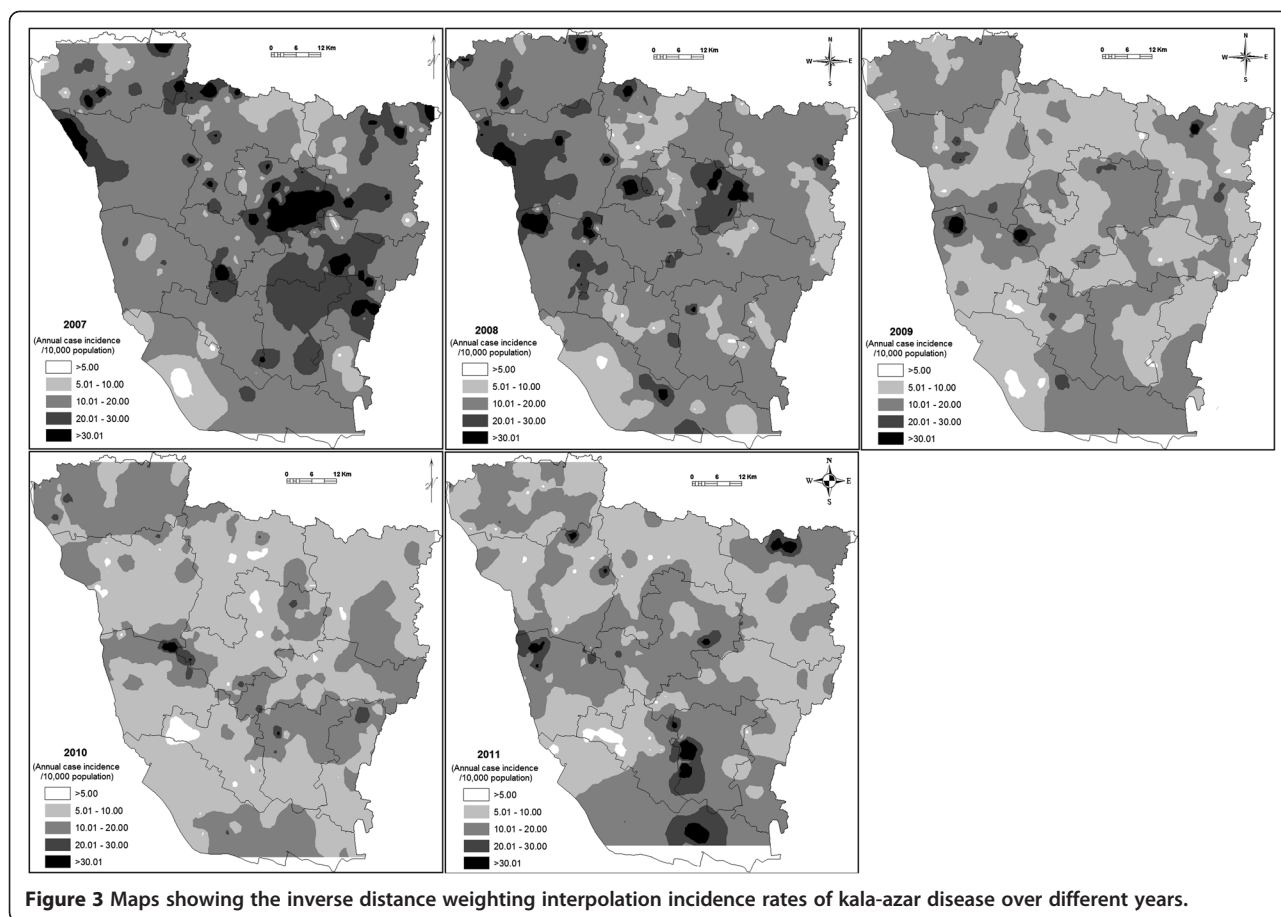 0 6 12 Km
N
2007
(Annual case incidence
/10,000 population)
>5.00
5.01 - 10.00
10.01 - 20.00
20.01 - 30.00
>30.01
0 6 12 Km
N
W E
S
2008
(Annual case incidence
/10,000 population)
>5.00
5.01 - 10.00
10.01 - 20.00
20.01 - 30.00
>30.01
0 6 12 Km
N
W E
S
2009
(Annual case incidence
/10,000 population)
>5.00
5.01 - 10.00
10.01 - 20.00
20.01 - 30.00
>30.01
0 6 12 Km
N
2010
(Annual case incidence
/10,000 population)
>5.00
5.01 - 10.00
10.01 - 20.00
20.01 - 30.00
>30.01
0 6 12 Km
N
W E
S
2011
(Annual case incidence
/10,000 population)
>5.00
5.01 - 10.00
10.01 - 20.00
20.01 - 30.00
>30.01
Figure 3 Maps showing the inverse distance weighting interpolation incidence rates of kala-azar disease over different years.